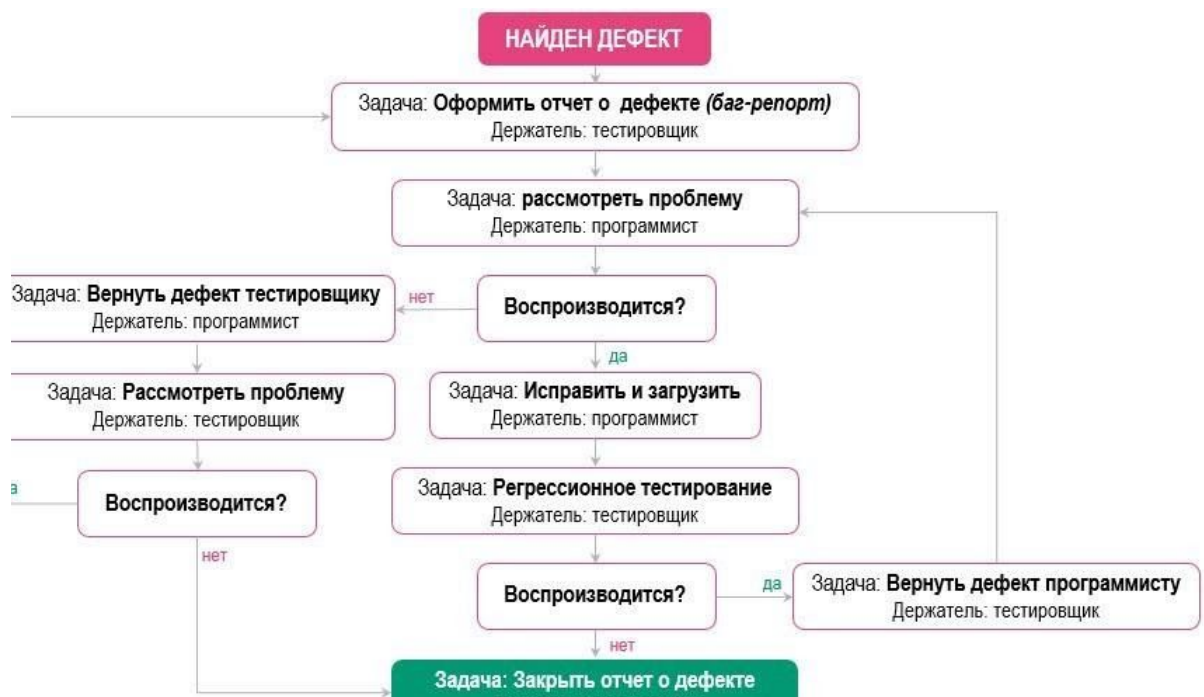 НАЙДЕН ДЕФЕКТ
Задача: Оформить отчет о дефекте (баг-репорт)
Держатель: тестировщик
Задача: рассмотреть проблему
Держатель: программист
Задача: Вернуть дефект тестировщику
Держатель: программист
нет
Воспроизводится?
да
Задача: Рассмотреть проблему
Держатель: тестировщик
Задача: Исправить и загрузить
Держатель: программист
а
Воспроизводится?
нет
Задача: Регрессионное тестирование
Держатель: тестировщик
Воспроизводится?
да
Задача: Вернуть дефект программисту
Держатель: тестировщик
нет
Задача: Закрыть отчет о дефекте